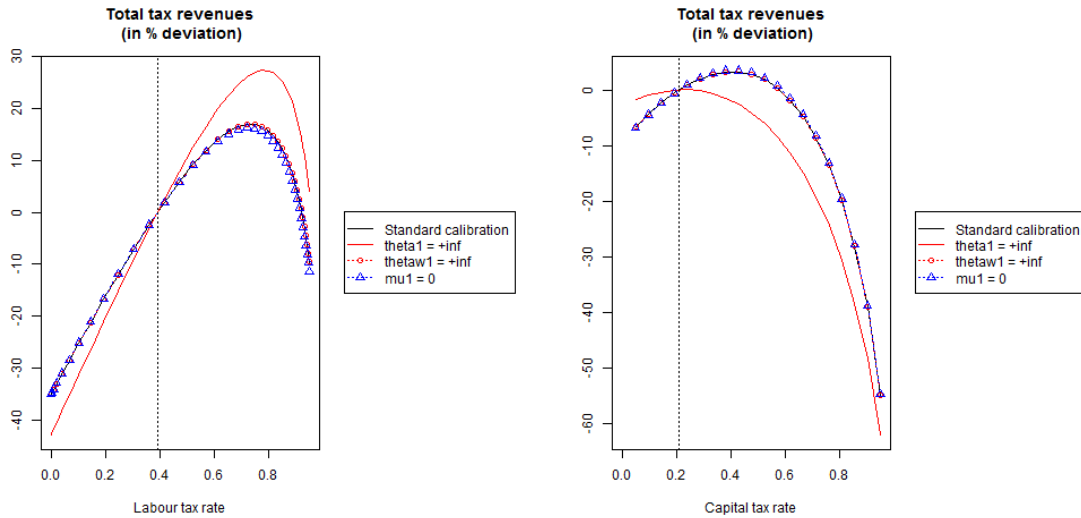 Total tax revenues
(in % deviation)
30
20
10
0
-10
-20
-30
-40
0.0 0.2 0.4 0.6 0.8
Labour tax rate
Standard calibration
theta1 = +inf
thetaw1 = +inf
mu1 = 0
Total tax revenues
(in % deviation)
0
-10
-20
-30
-40
-50
-60
0.0 0.2 0.4 0.6 0.8
Capital tax rate
Standard calibration
theta1 = +inf
thetaw1 = +inf
mu1 = 0